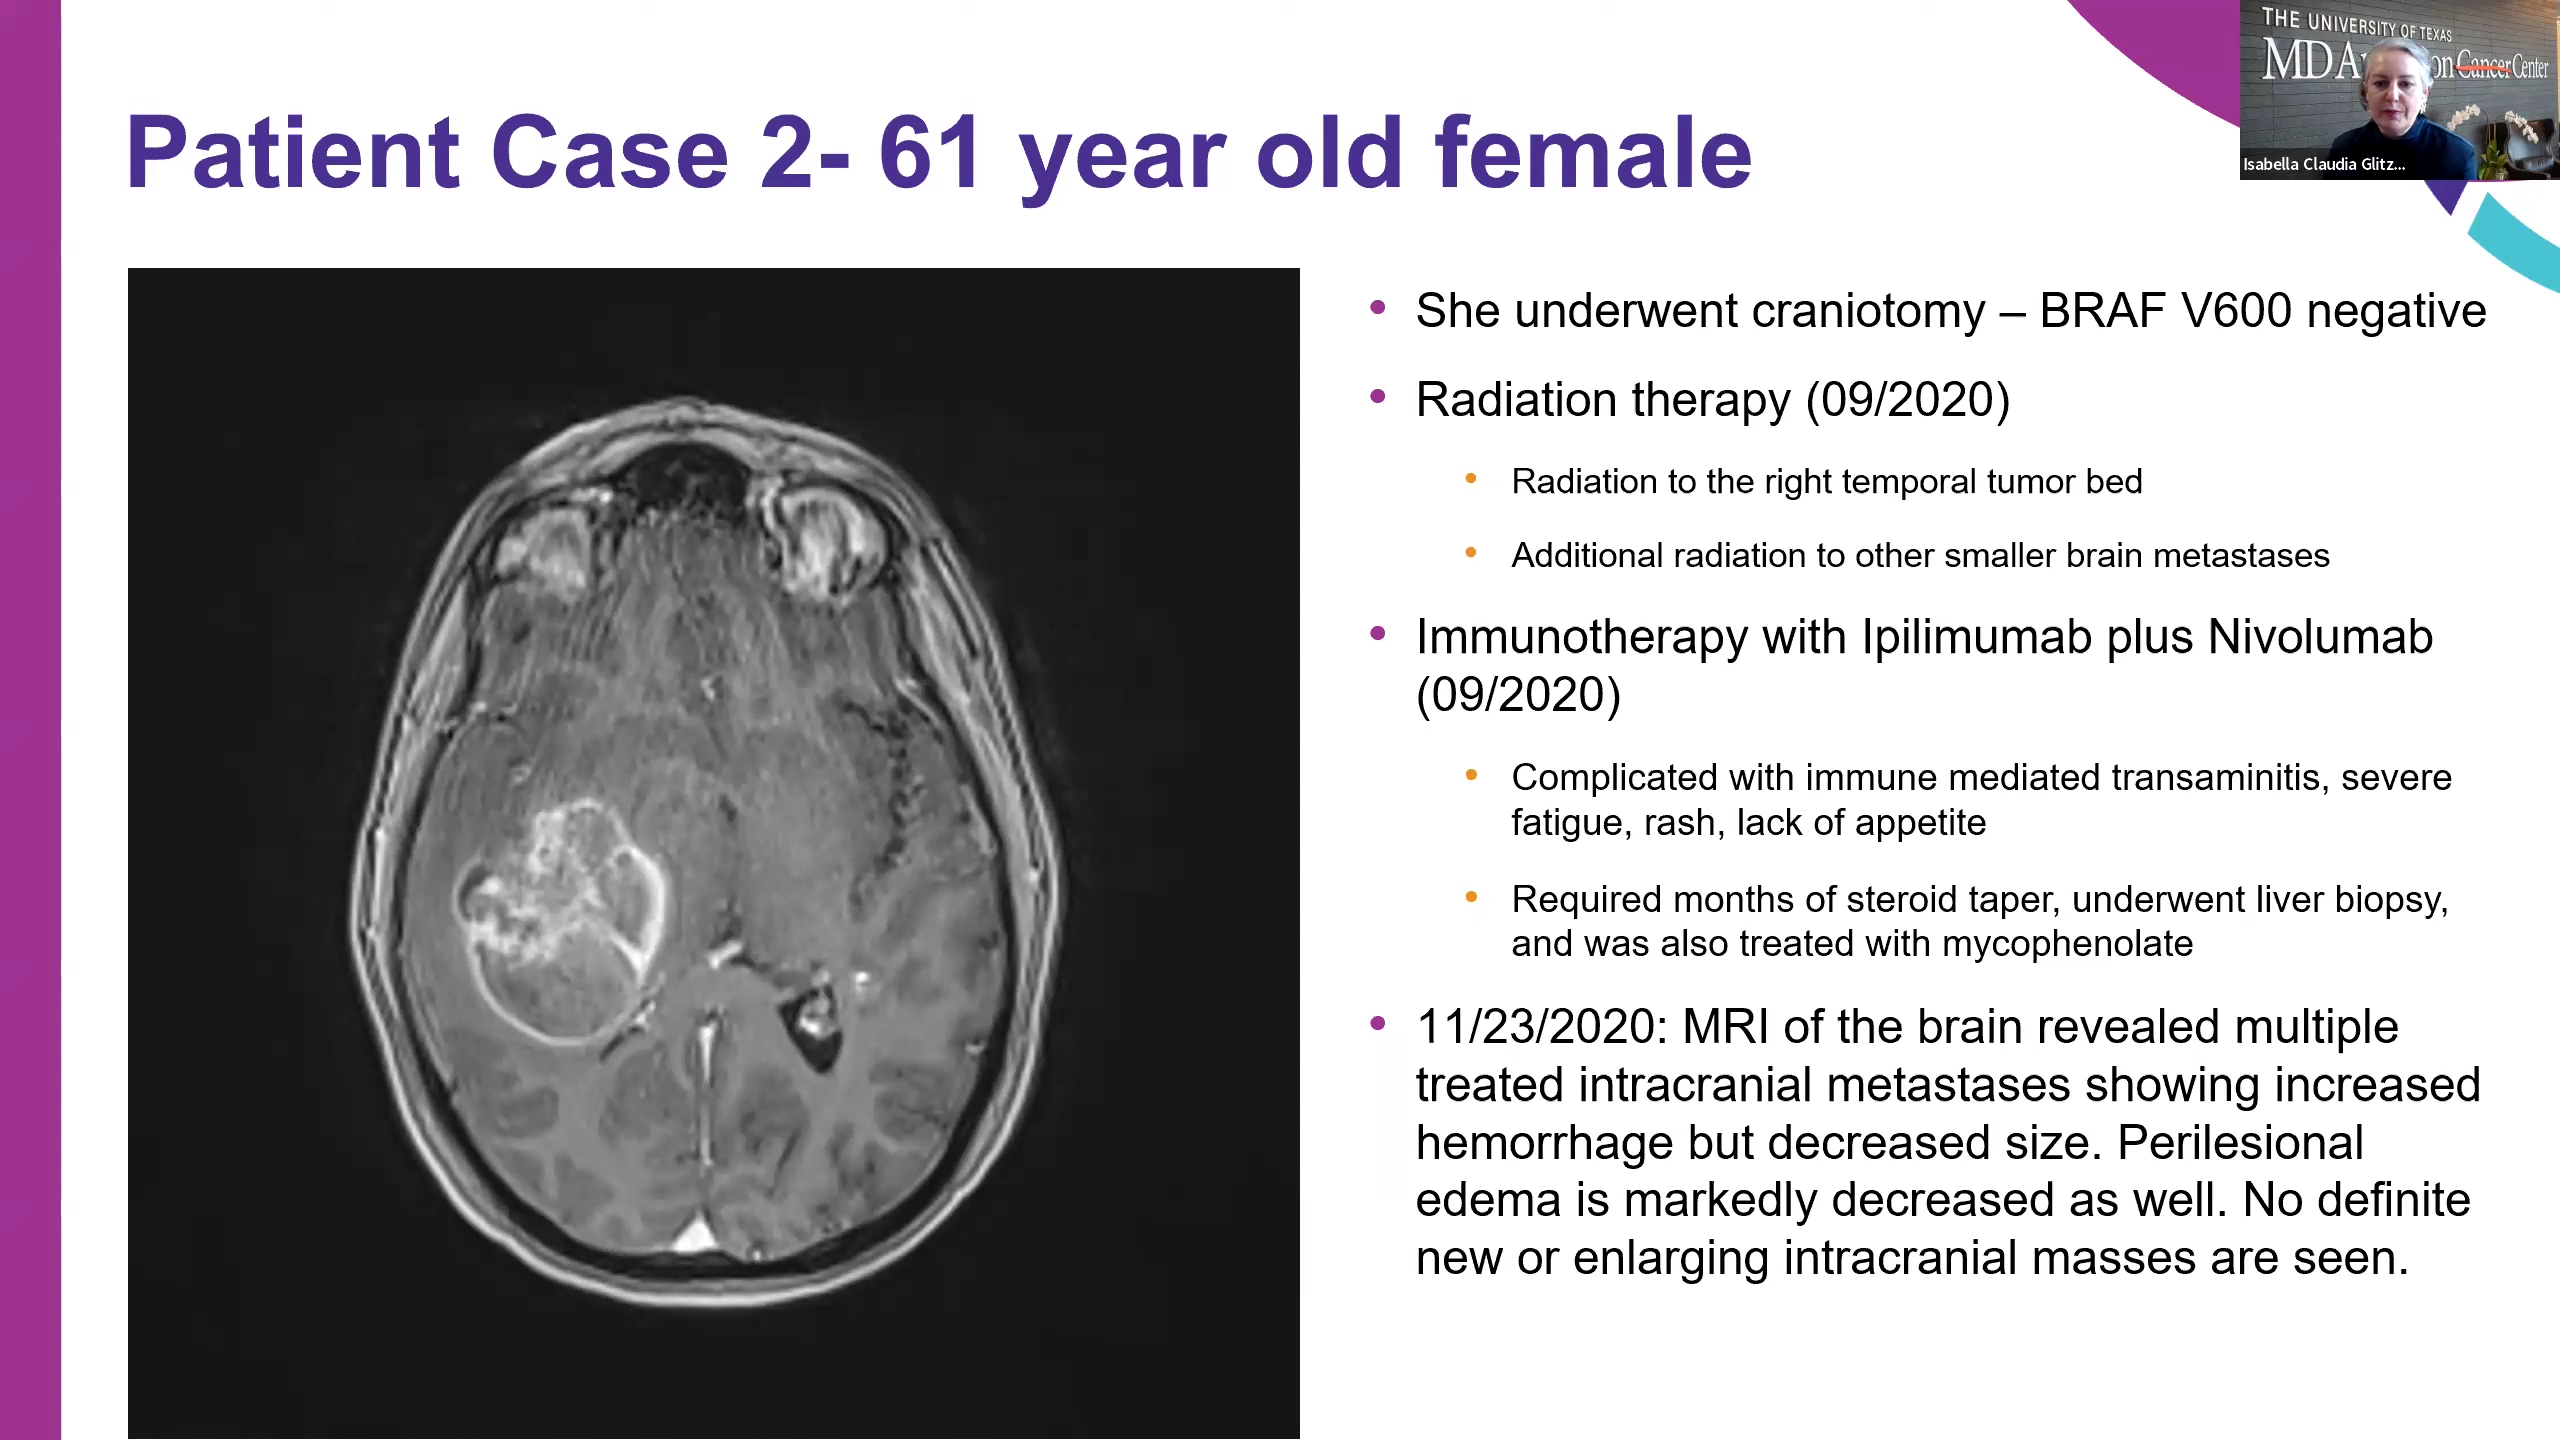 THE UNIVERSITY OF TEXAS
MD A on Cancer Center
Isabella Claudia Glitz...
Patient Case 2- 61 year old female
• She underwent craniotomy – BRAF V600 negative
• Radiation therapy (09/2020)
• Radiation to the right temporal tumor bed
• Additional radiation to other smaller brain metastases
• Immunotherapy with Ipilimumab plus Nivolumab
(09/2020)
• Complicated with immune mediated transaminitis, severe
fatigue, rash, lack of appetite
• Required months of steroid taper, underwent liver biopsy,
and was also treated with mycophenolate
• 11/23/2020: MRI of the brain revealed multiple
treated intracranial metastases showing increased
hemorrhage but decreased size. Perilesional
edema is markedly decreased as well. No definite
new or enlarging intracranial masses are seen.